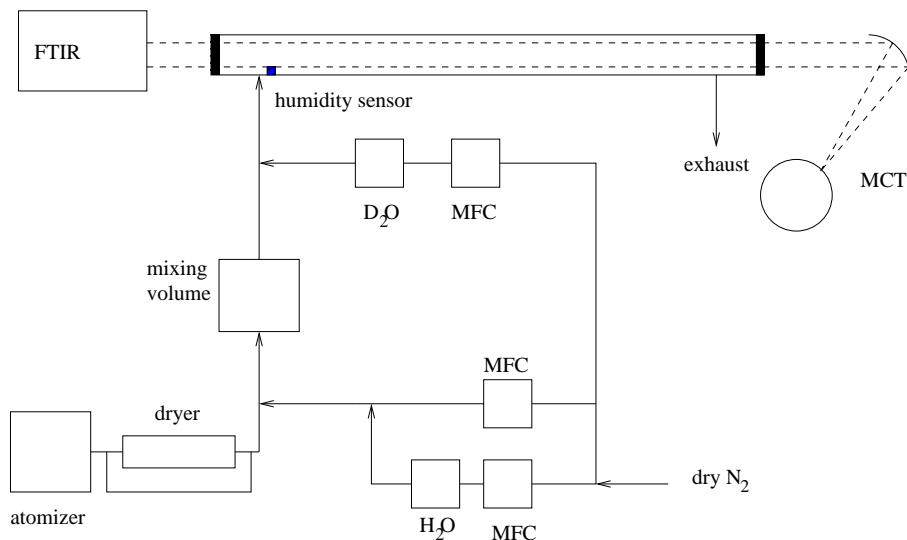 FTIR
humidity sensor
exhaust
MCT
D2O
MFC
mixing
volume
MFC
dryer
dry N2
atomizer
H2O
MFC